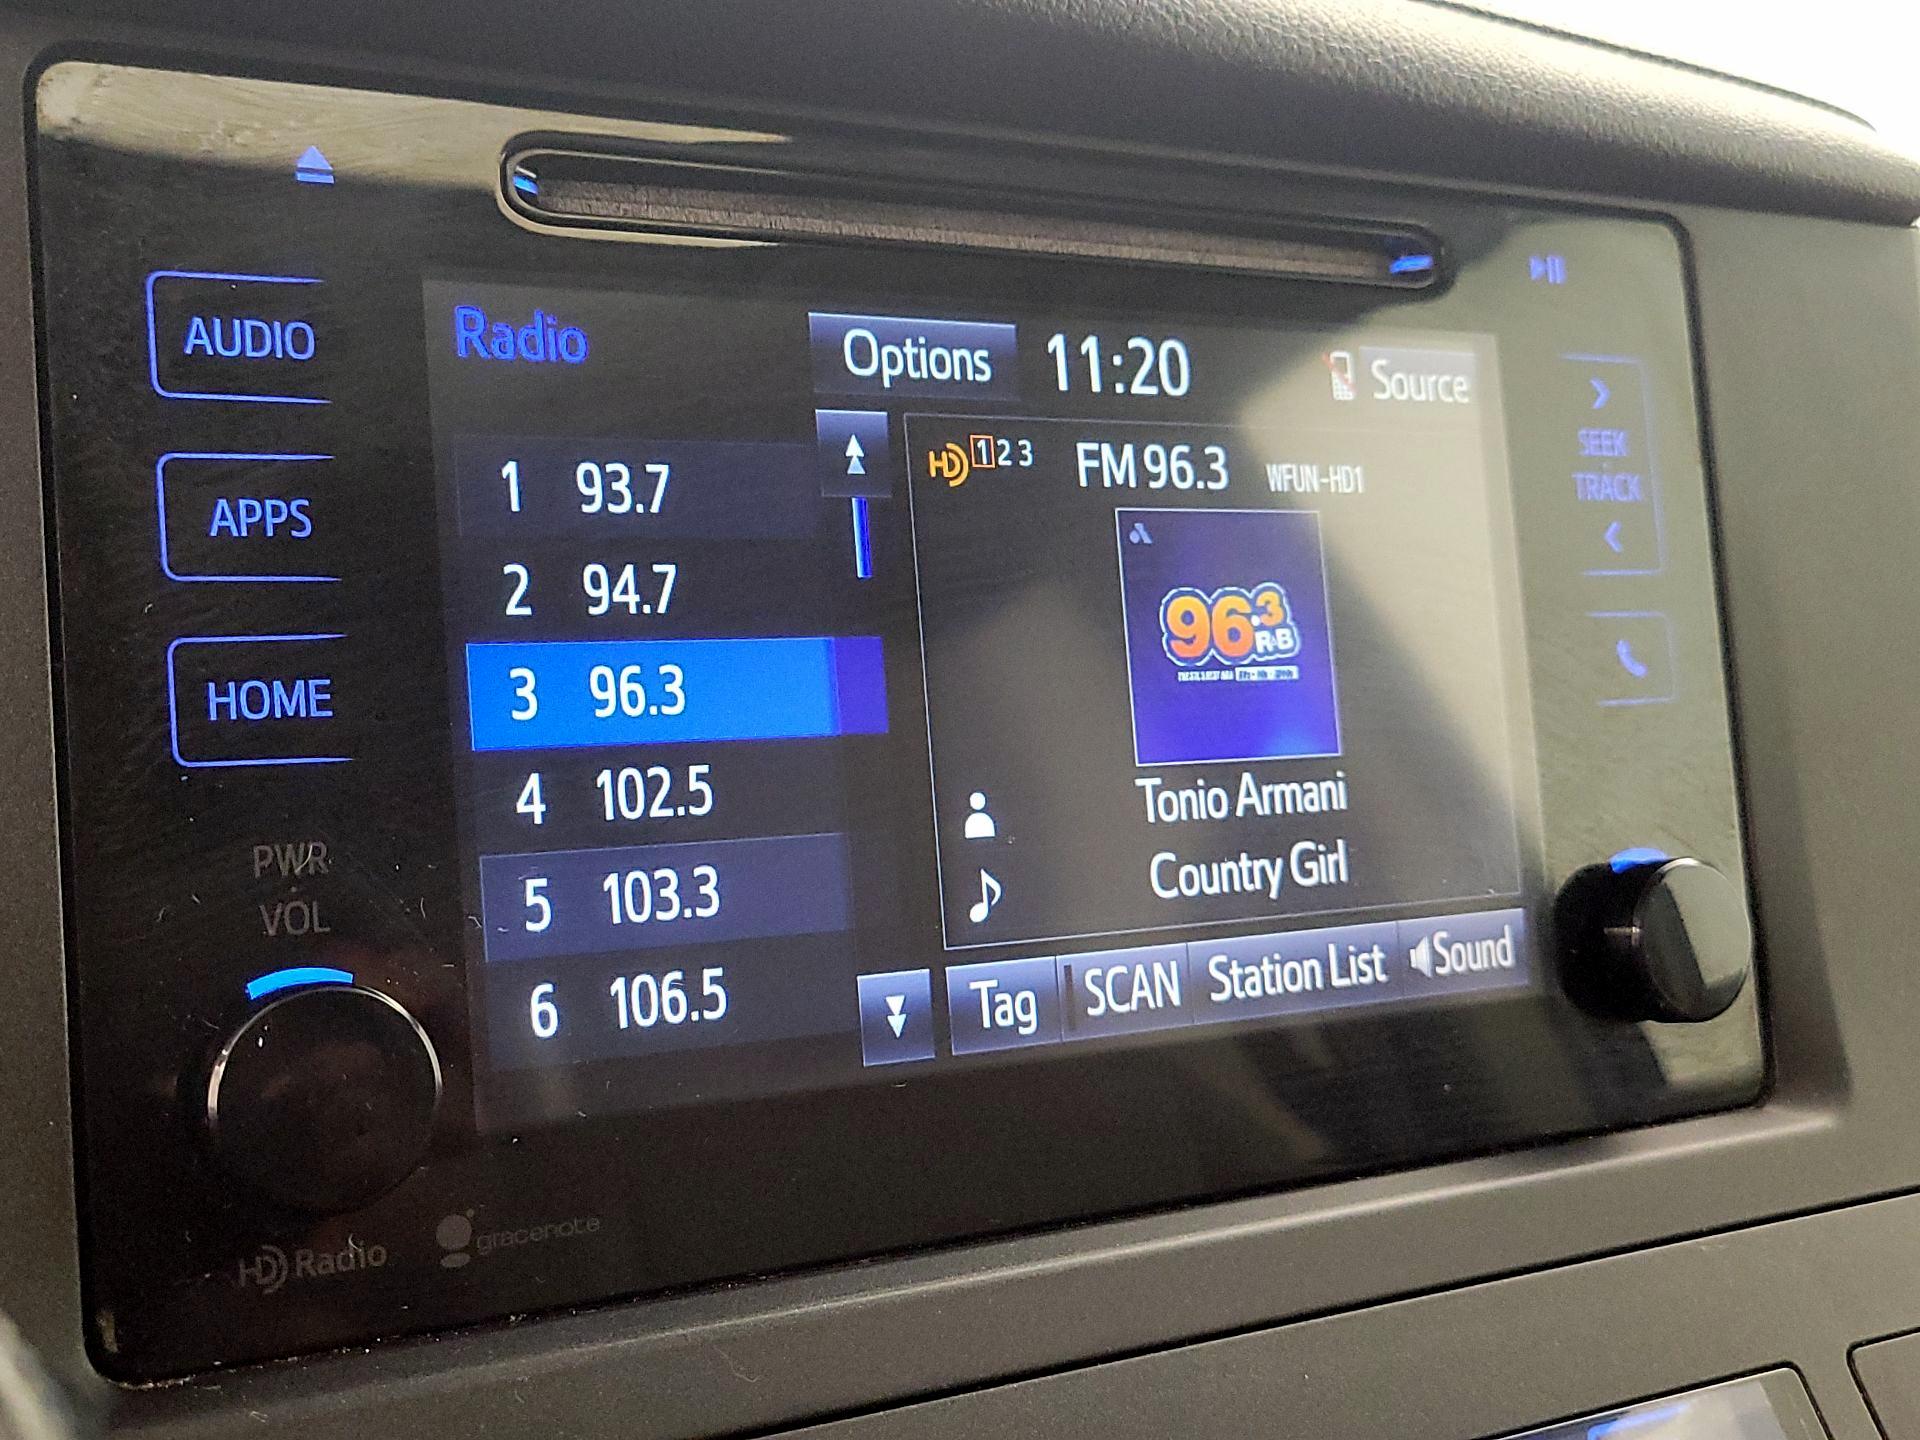 AUDIO
APPS
HOME
PWR
VOL
Radio
Options
11:20
Source
1 93.7
2 94.7
3 96.3
4 102.5
5 103.3
6 106.5
HD 1 2 3 FM 96.3 WFUN-HD1
96.3
R&B
Tonio Armani
Country Girl
Tag
SCAN
Station List
Sound
SEEK
TRACK
HD Radio
gracenote